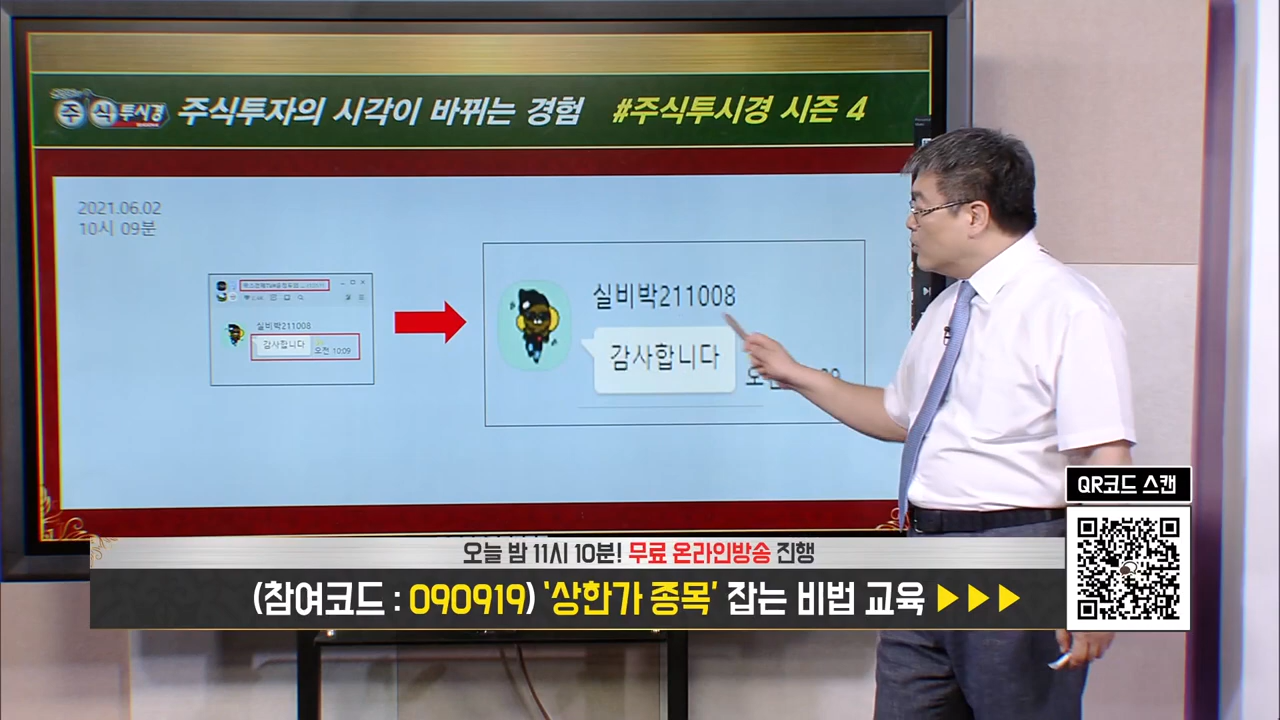 주식투시경
주식투자의 시각이 바뀌는 경험 #주식투시경 시즌 4
2021.06.02
10시 09분
실비박211008
감사합니다
오전 10:09
실비박211008
감사합니다
QR코드 스캔
오늘 밤 11시 10분! 무료 온라인방송 진행
(참여코드 : 090919) '상한가 종목' 잡는 비법 교육 ▶▶▶